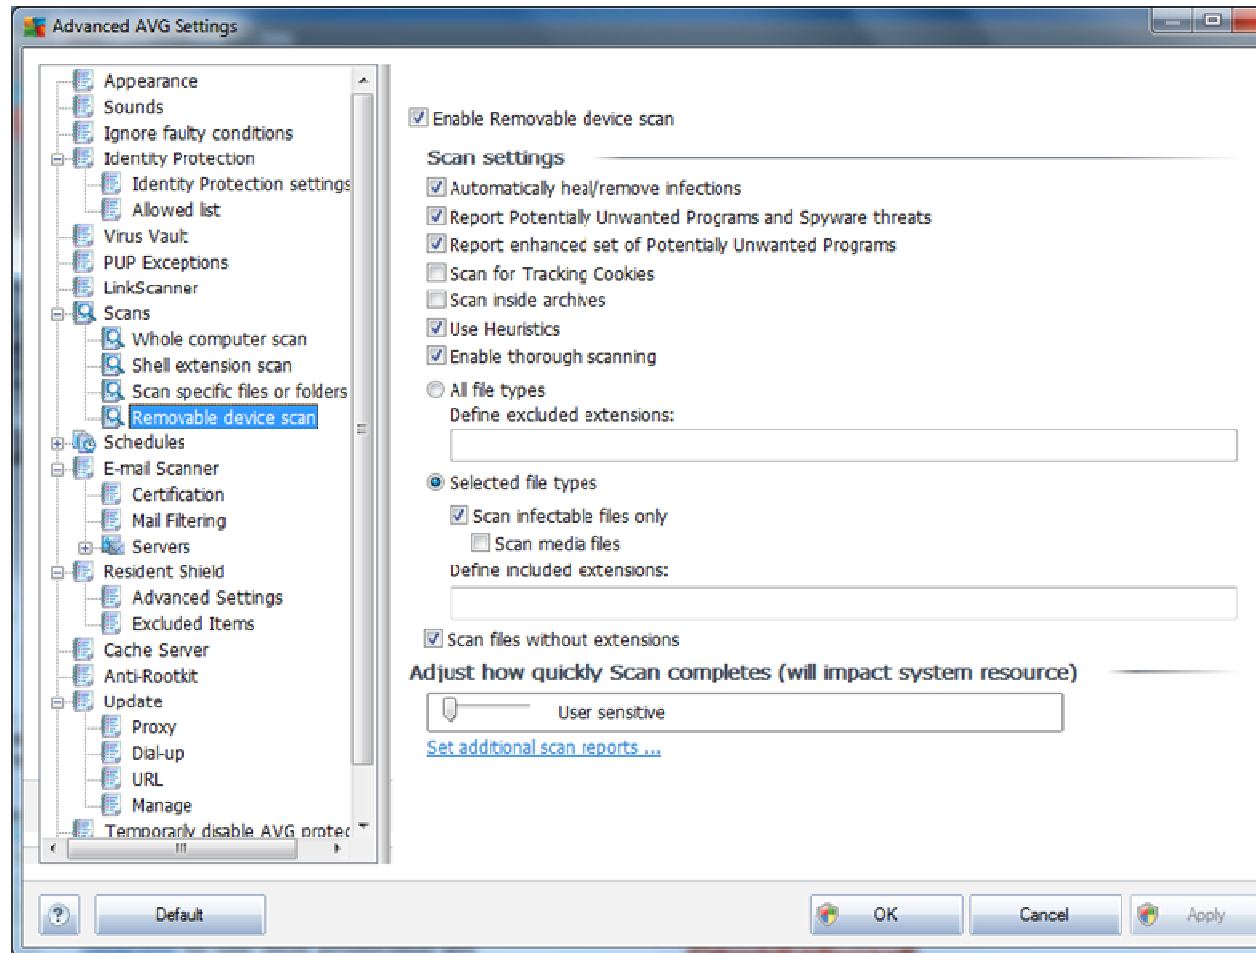 Advanced AVG Settings
Appearance
Sounds
Ignore faulty conditions
Identity Protection
Identity Protection settings
Allowed list
Virus Vault
PUP Exceptions
LinkScanner
Scans
Whole computer scan
Shell extension scan
Scan specific files or folders
Removable device scan
Schedules
E-mail Scanner
Certification
Mail Filtering
Servers
Resident Shield
Advanced Settings
Excluded Items
Cache Server
Anti-Rootkit
Update
Proxy
Dial-up
URL
Manage
Temporarily disable AVG protec
Enable Removable device scan
Scan settings
Automatically heal/remove infections
Report Potentially Unwanted Programs and Spyware threats
Report enhanced set of Potentially Unwanted Programs
Scan for Tracking Cookies
Scan inside archives
Use Heuristics
Enable thorough scanning
All file types
Define excluded extensions:
Selected file types
Scan infectable files only
Scan media files
Define included extensions:
Scan files without extensions
Adjust how quickly Scan completes (will impact system resource)
User sensitive
Set additional scan reports ...
?
Default
OK
Cancel
Apply